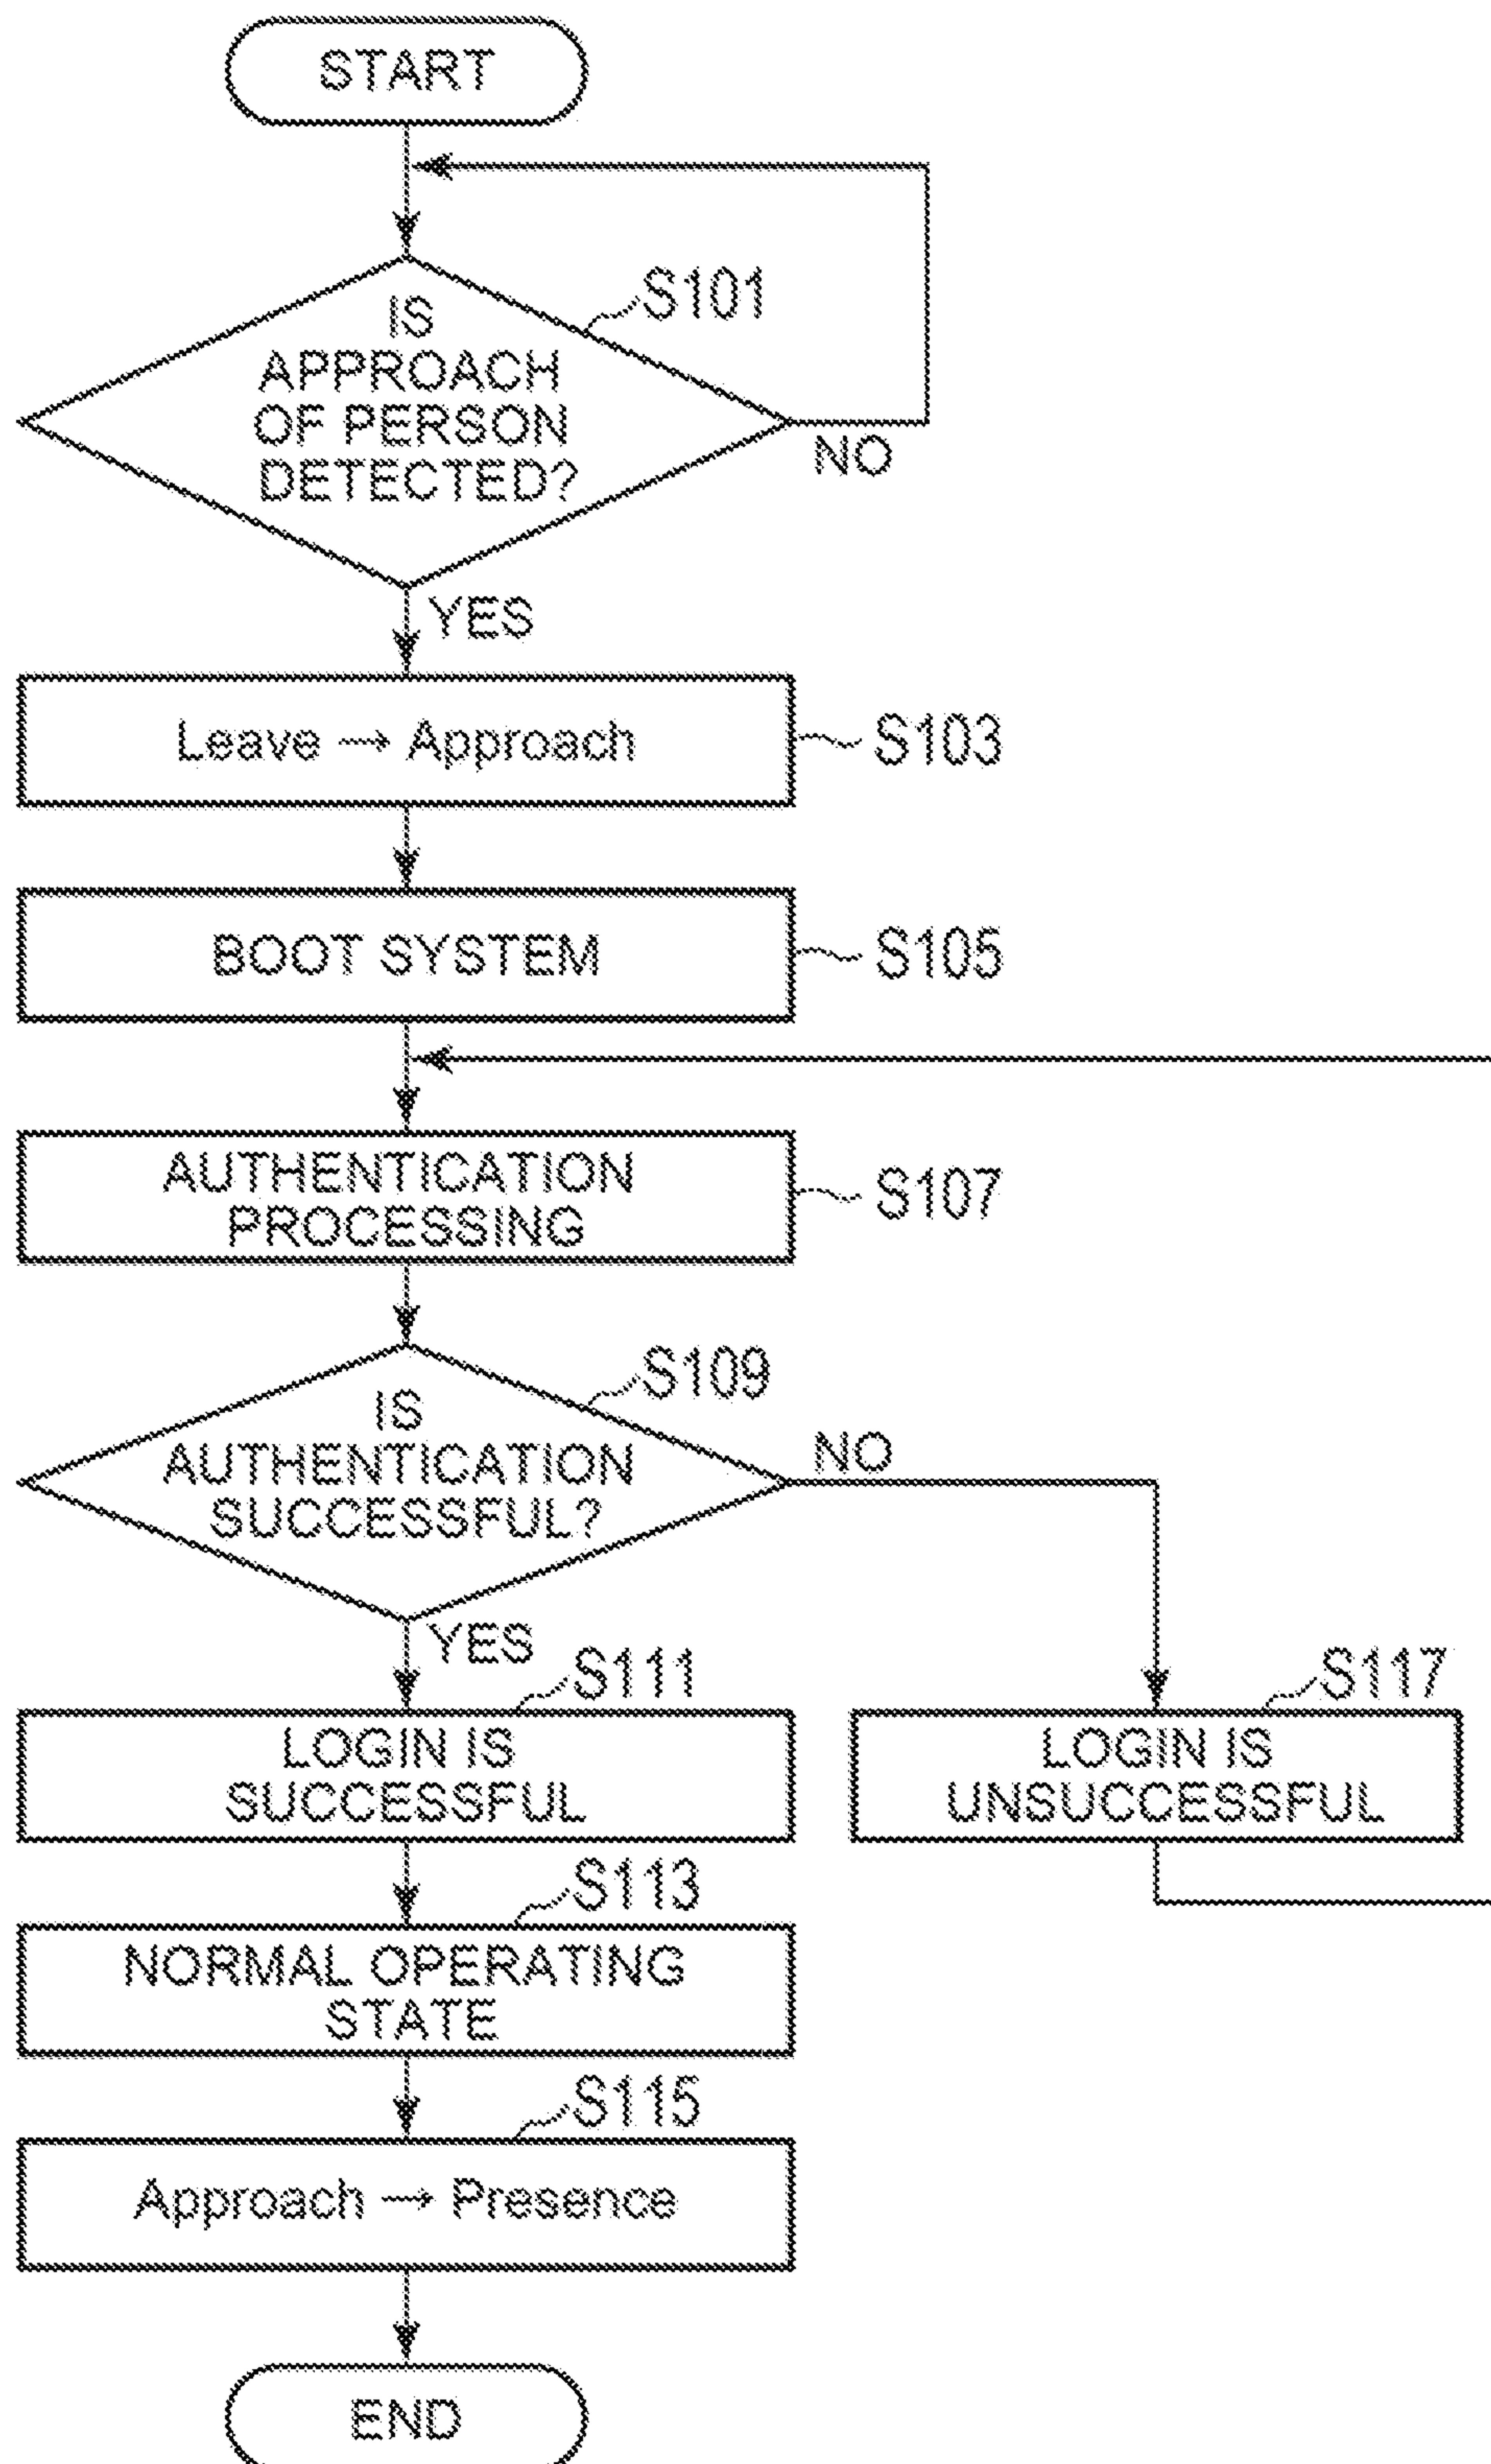 START
S101
IS
APPROACH
OF PERSON
DETECTED?
NO
YES
Leave → Approach
S103
BOOT SYSTEM
S105
AUTHENTICATION
PROCESSING
S107
S109
IS
AUTHENTICATION
SUCCESSFUL?
NO
YES
S111
LOGIN IS
SUCCESSFUL
S117
LOGIN IS
UNSUCCESSFUL
S113
NORMAL OPERATING
STATE
S115
Approach → Presence
END